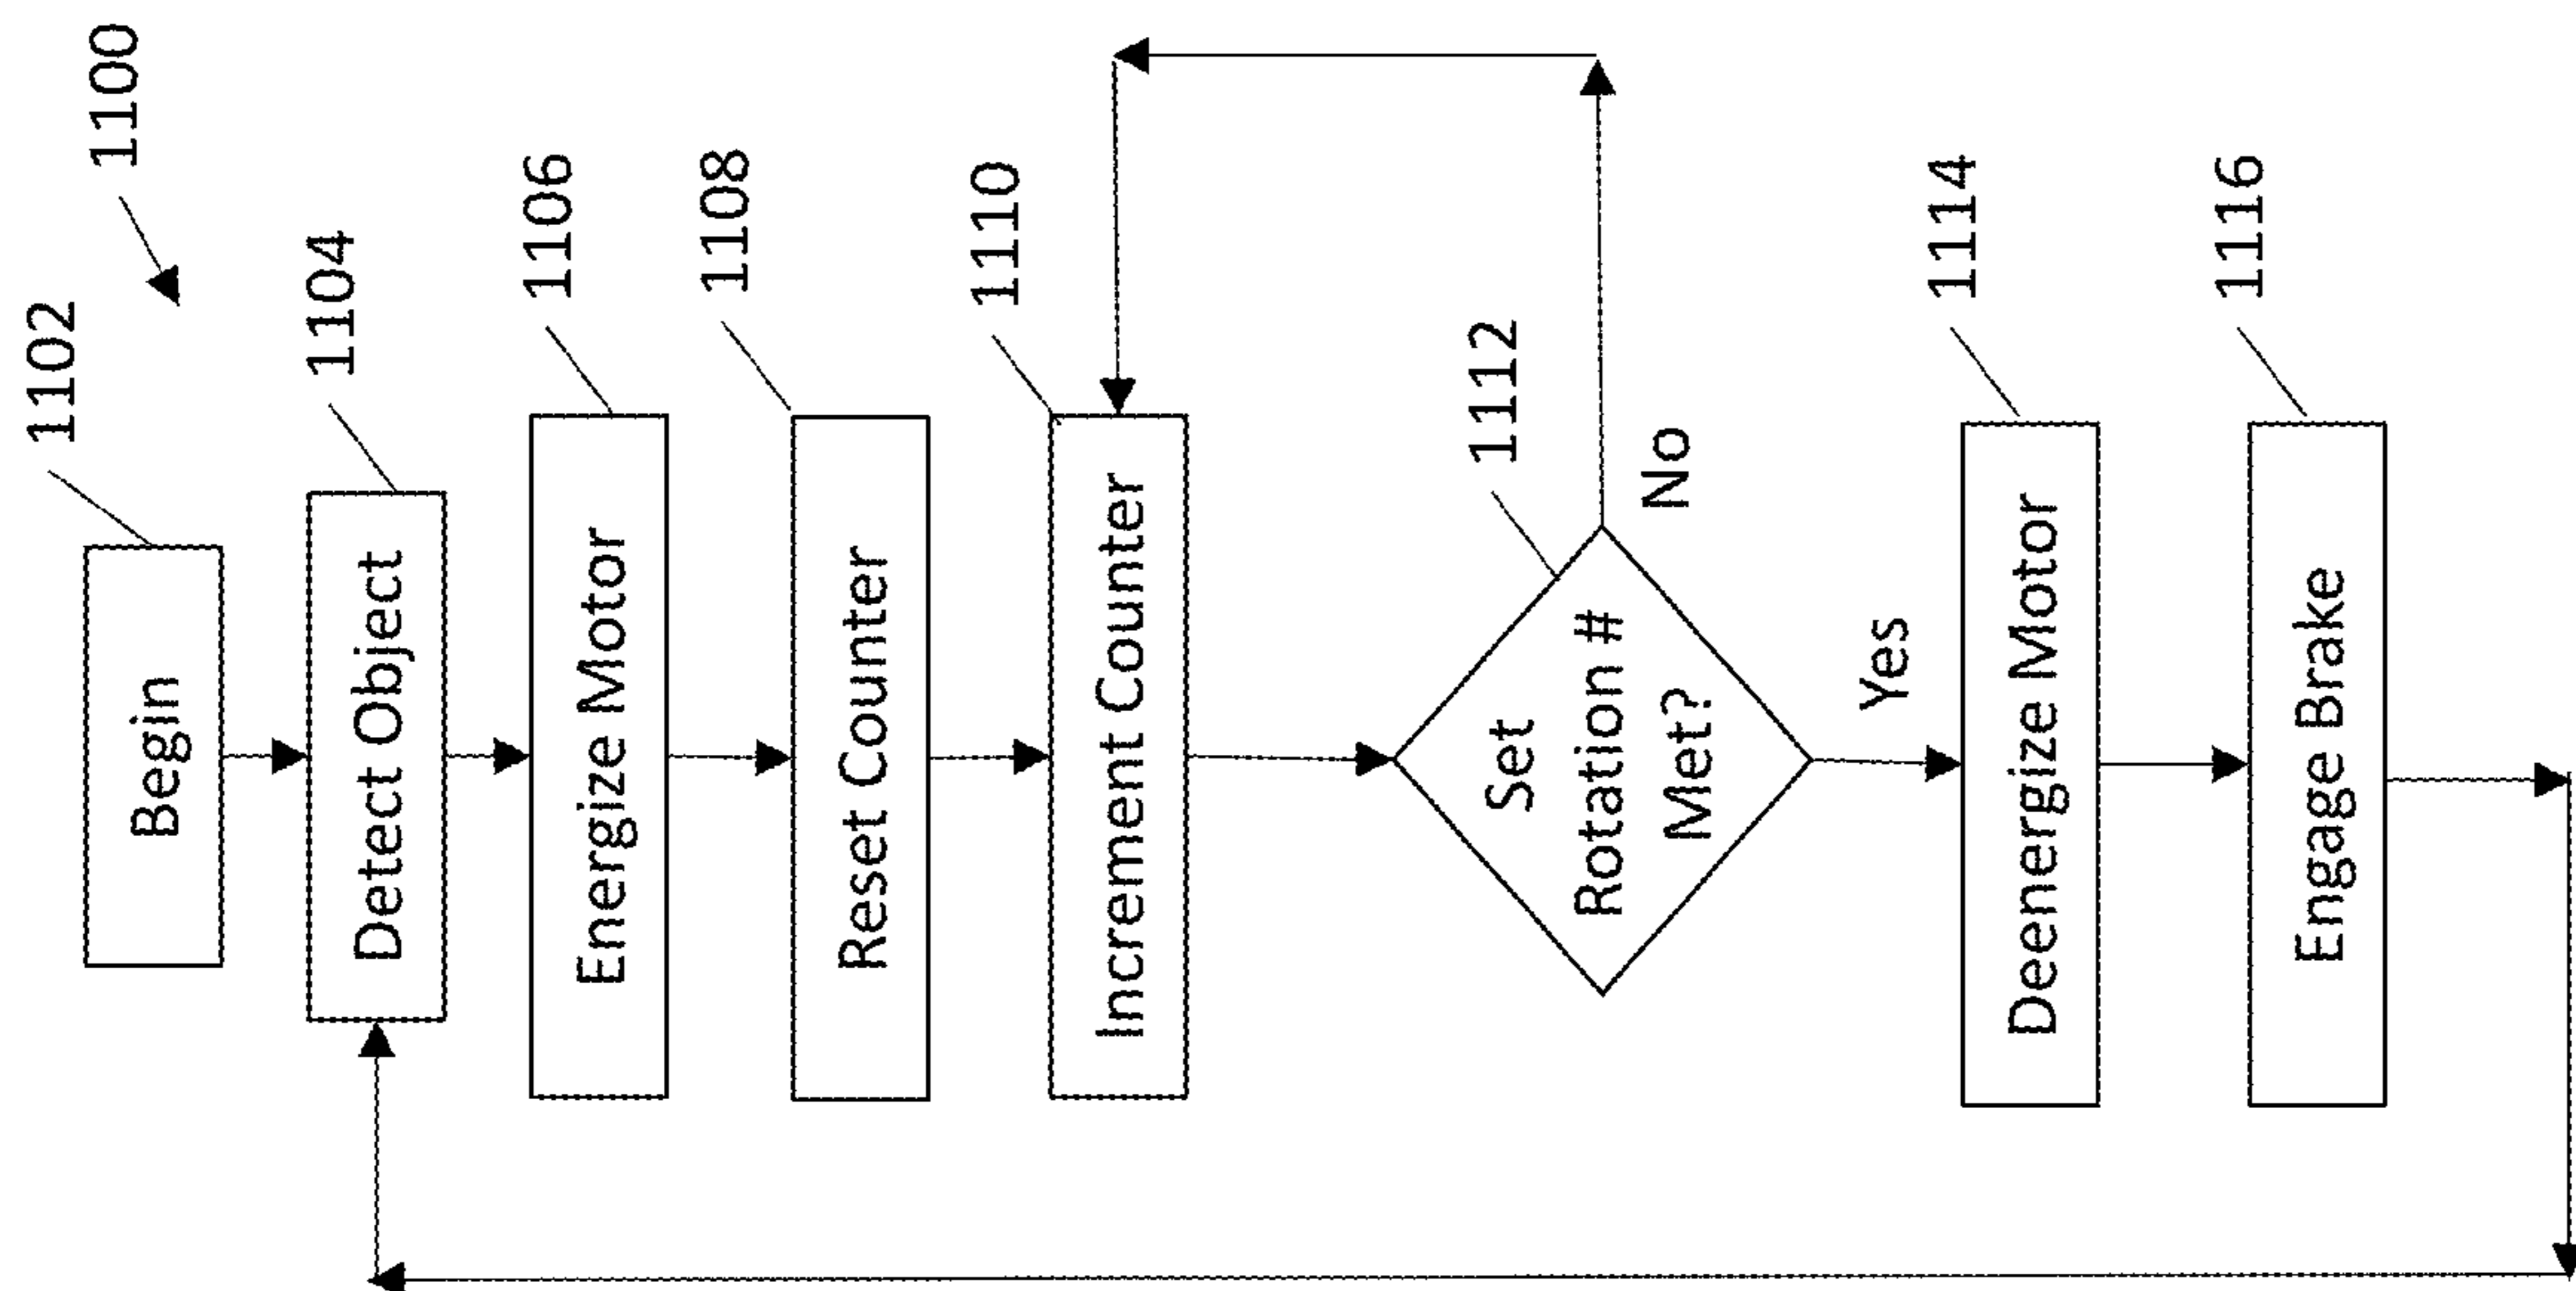 1100
1102
Begin
1104
Detect Object
1106
Energize Motor
1108
Reset Counter
1110
Increment Counter
1112
Set
Rotation #
Met?
No
Yes
1114
Deenergize Motor
1116
Engage Brake